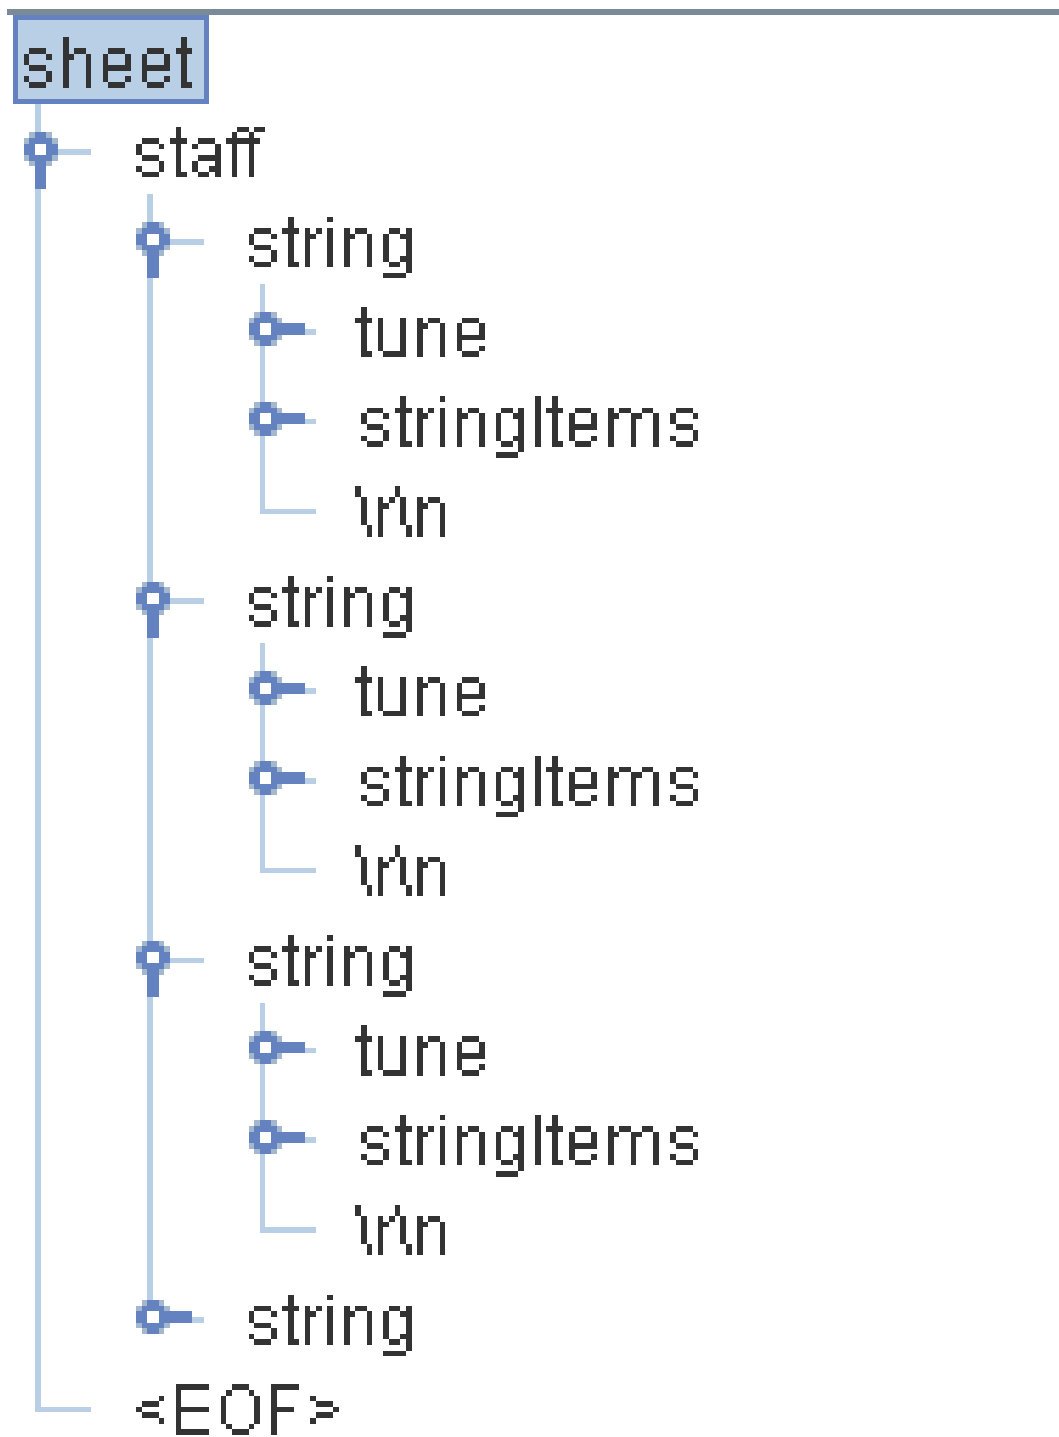 sheet
staff
string
tune
stringItems
\r\n
string
tune
stringItems
\r\n
string
tune
stringItems
\r\n
string
<EOF>